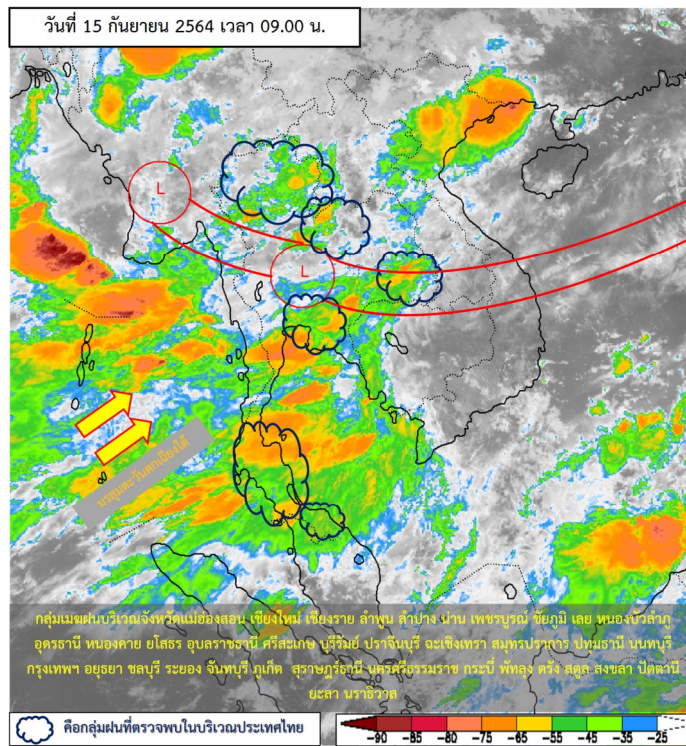 วันที่ 15 กันยายน 2564 เวลา 09.00 น.
L
L
มรสุมตะวันตกเฉียงใต้
กลุ่มเมฆฝนบริเวณจังหวัดแม่ฮ่องสอน เชียงใหม่ เชียงราย ลำพูน ลำปาง น่าน เพชรบูรณ์ ชัยภูมิ เลย หนองบัวลำภู
อุดรธานี หนองคาย ยโสธร อุบลราชธานี ศรีสะเกษ บุรีรัมย์ ปราจีนบุรี ฉะเชิงเทรา สมุทรปราการ ปทุมธานี นนทบุรี
กรุงเทพฯ อยุธยา ชลบุรี ระยอง จันทบุรี ภูเก็ต สุราษฎร์ธานี นครศรีธรรมราช กระบี่ พัทลุง ตรัง สตูล สงขลา ปัตตานี
ยะลา นราธิวาส
คือกลุ่มฝนที่ตรวจพบในบริเวณประเทศไทย
-90 -85 -80 -75 -65 -55 -45 -35 -25